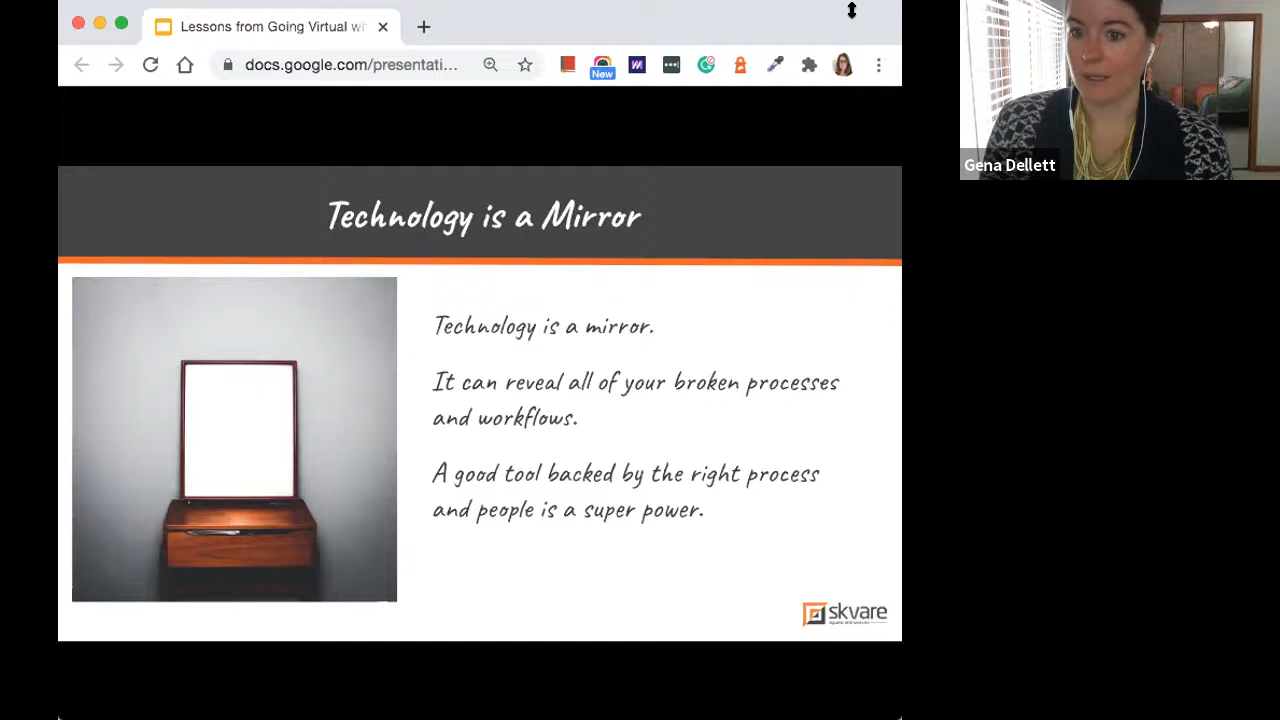 Lessons from Going Virtual wi
docs.google.com/presentati...
New
Gena Dellett
Technology is a Mirror
Technology is a mirror.
It can reveal all of your broken processes
and workflows.
A good tool backed by the right process
and people is a super power.
skvare